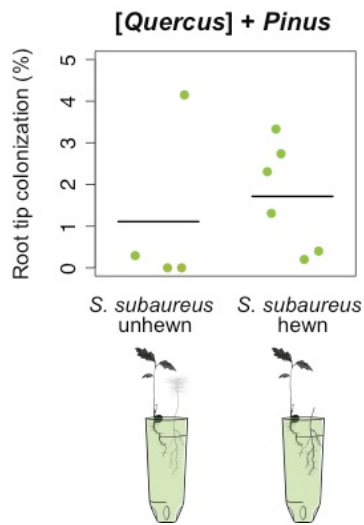 [Quercus] + Pinus
Root tip colonization (%)
5
4
3
2
1
0
S. subaureus
unhewn
S. subaureus
hewn